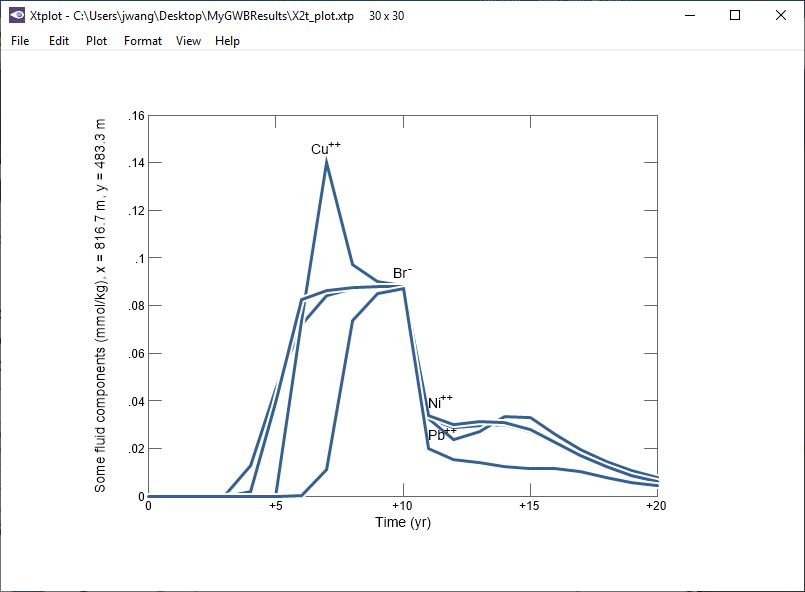 Xtplot - C:\Users\jwang\Desktop\MyGWBResults\X2t_plot.xtp 30 x 30
File Edit Plot Format View Help
Some fluid components (mmol/kg), x = 816.7 m, y = 483.3 m
.16
.14
.12
.1
.08
.06
.04
.02
0
Cu++
Br-
Ni++
Pb++
0 +5 +10 +15 +20
Time (yr)